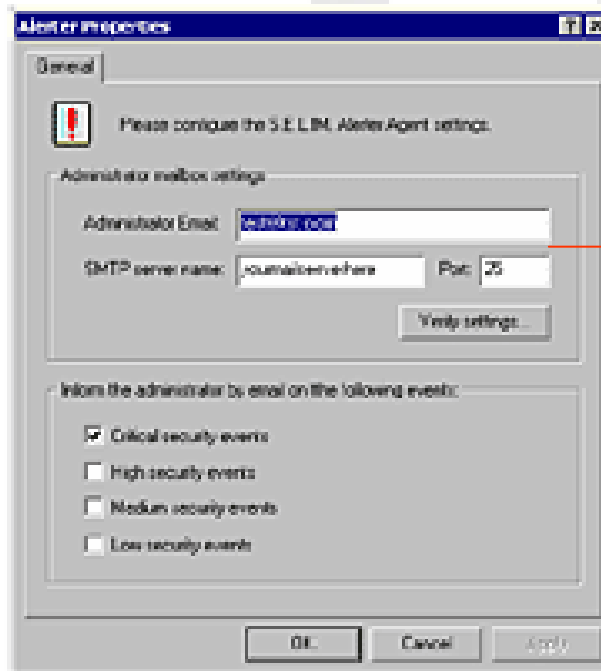 Alerter Properties
General
Please configure the S.E.L.M. Alerter Agent settings.
Administrator mailbox settings
Administrator Email:
SMTP server name: Port: 25
Verify settings...
Inform the administrator by email on the following events:
Critical security events
High security events
Medium security events
Low security events
OK Cancel Apply